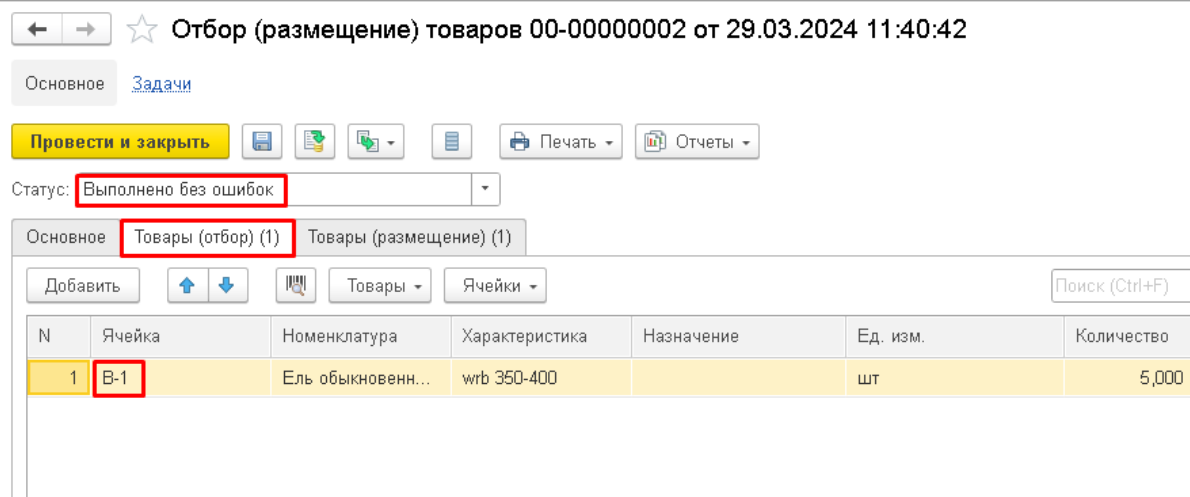 Отбор (размещение) товаров 00-00000002 от 29.03.2024 11:40:42
Основное Задачи
Провести и закрыть Печать Отчеты
Статус: Выполнено без ошибок
Основное Товары (отбор) (1) Товары (размещение) (1)
Добавить Товары Ячейки Поиск (Ctrl+F)
N Ячейка Номенклатура Характеристика Назначение Ед. изм. Количество
1 B-1 Ель обыкновенн... wrb 350-400 шт 5,000